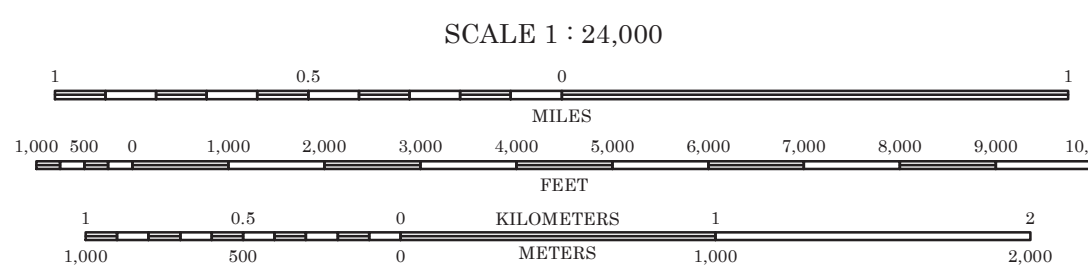 SCALE 1 : 24,000
1 0.5 0 1
MILES
1,000 500 0 1,000 2,000 3,000 4,000 5,000 6,000 7,000 8,000 9,000 10,
FEET
1 0.5 0 KILOMETERS 1 2
1,000 500 0 METERS 1,000 2,000